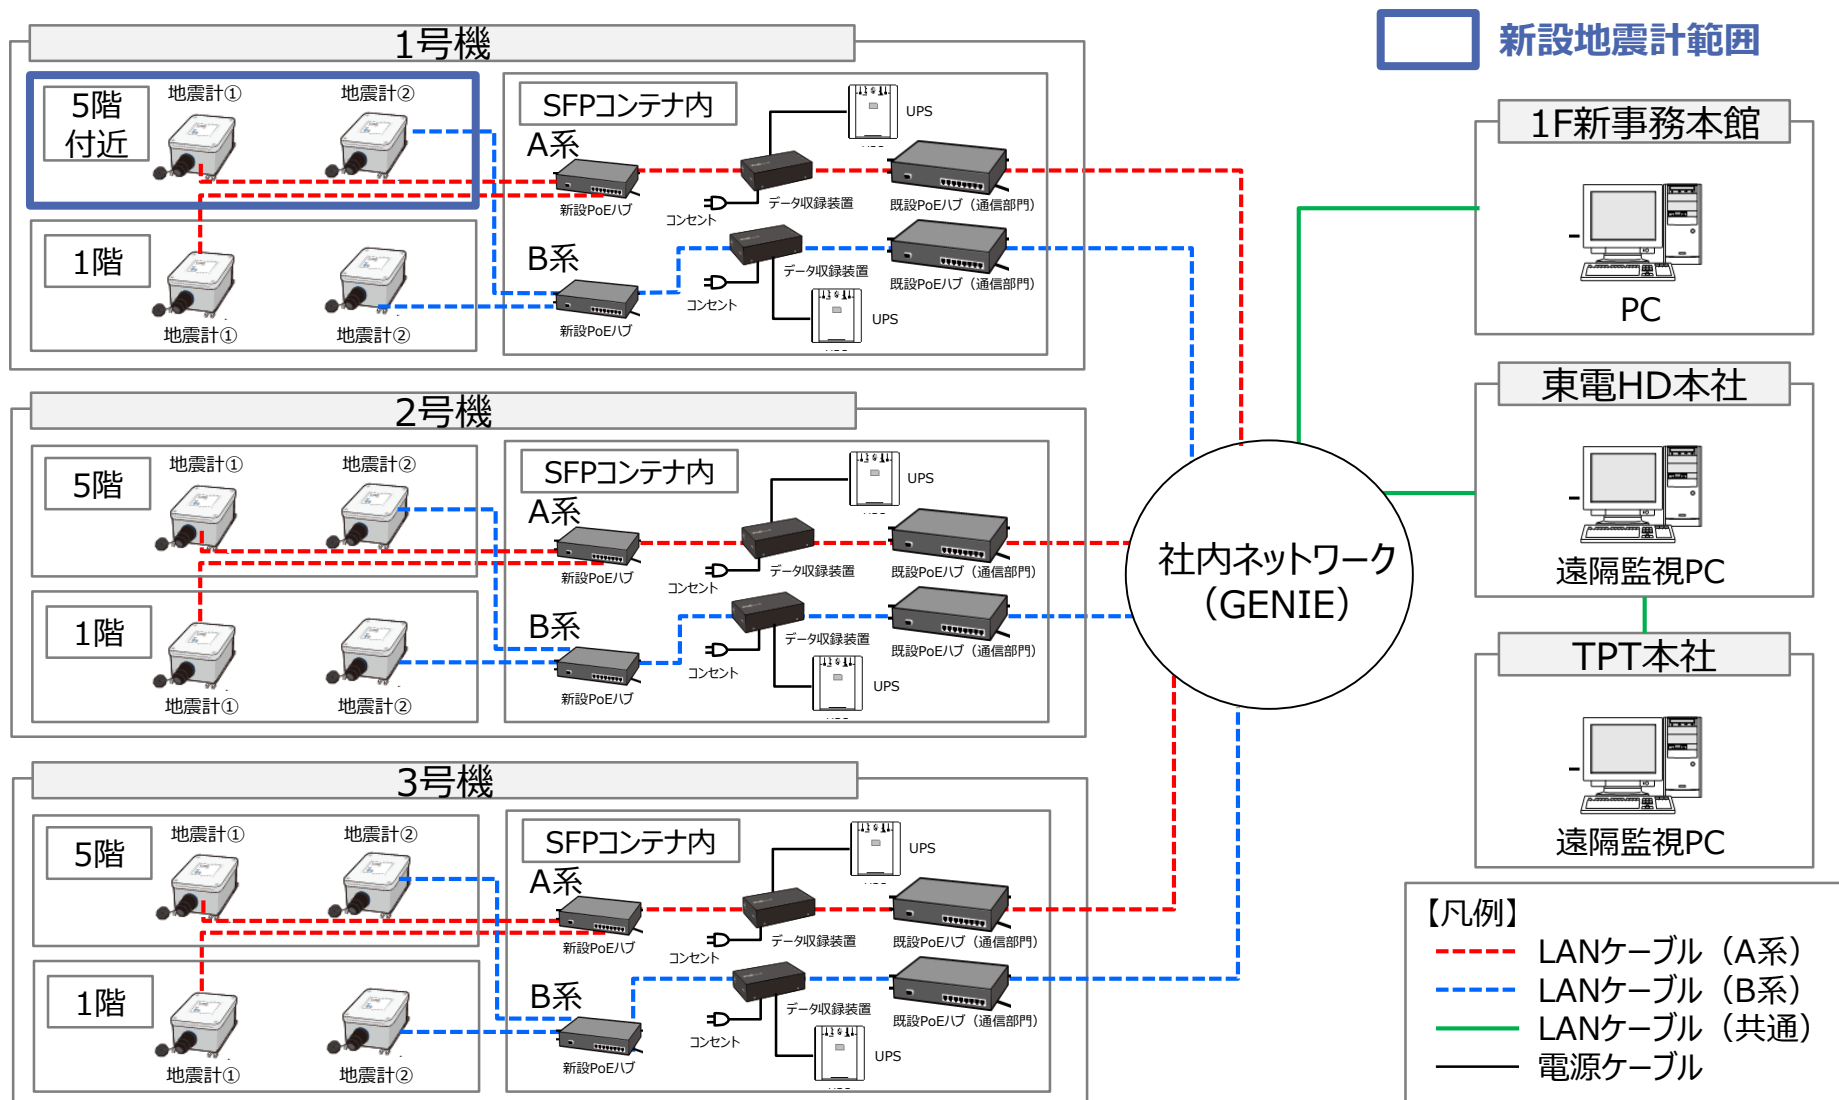 新設地震計範囲
1号機
5階
付近
地震計①
地震計②
1階
地震計①
地震計②
SFPコンテナ内
A系
新設PoEハブ
コンセント
データ収録装置
UPS
既設PoEハブ（通信部門）
B系
新設PoEハブ
コンセント
データ収録装置
UPS
既設PoEハブ（通信部門）
2号機
5階
地震計①
地震計②
1階
地震計①
地震計②
SFPコンテナ内
A系
新設PoEハブ
コンセント
データ収録装置
UPS
既設PoEハブ（通信部門）
B系
新設PoEハブ
コンセント
データ収録装置
UPS
既設PoEハブ（通信部門）
3号機
5階
地震計①
地震計②
1階
地震計①
地震計②
SFPコンテナ内
A系
新設PoEハブ
コンセント
データ収録装置
UPS
既設PoEハブ（通信部門）
B系
新設PoEハブ
コンセント
データ収録装置
UPS
既設PoEハブ（通信部門）
社内ネットワーク
（GENIE）
1F新事務本館
PC
東電HD本社
遠隔監視PC
TPT本社
遠隔監視PC
【凡例】
LANケーブル（A系）
LANケーブル（B系）
LANケーブル（共通）
電源ケーブル